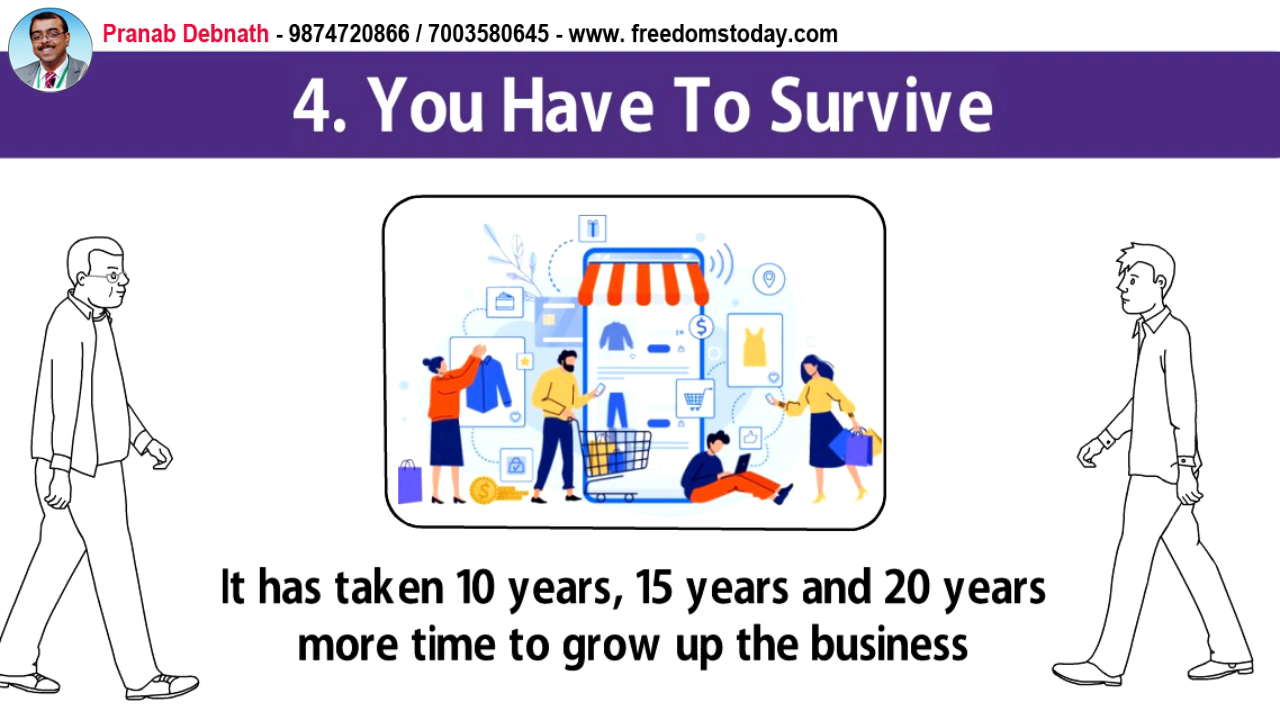 Pranab Debnath - 9874720866 / 7003580645 - www. freedomstoday.com
4. You Have To Survive
It has taken 10 years, 15 years and 20 years
more time to grow up the business